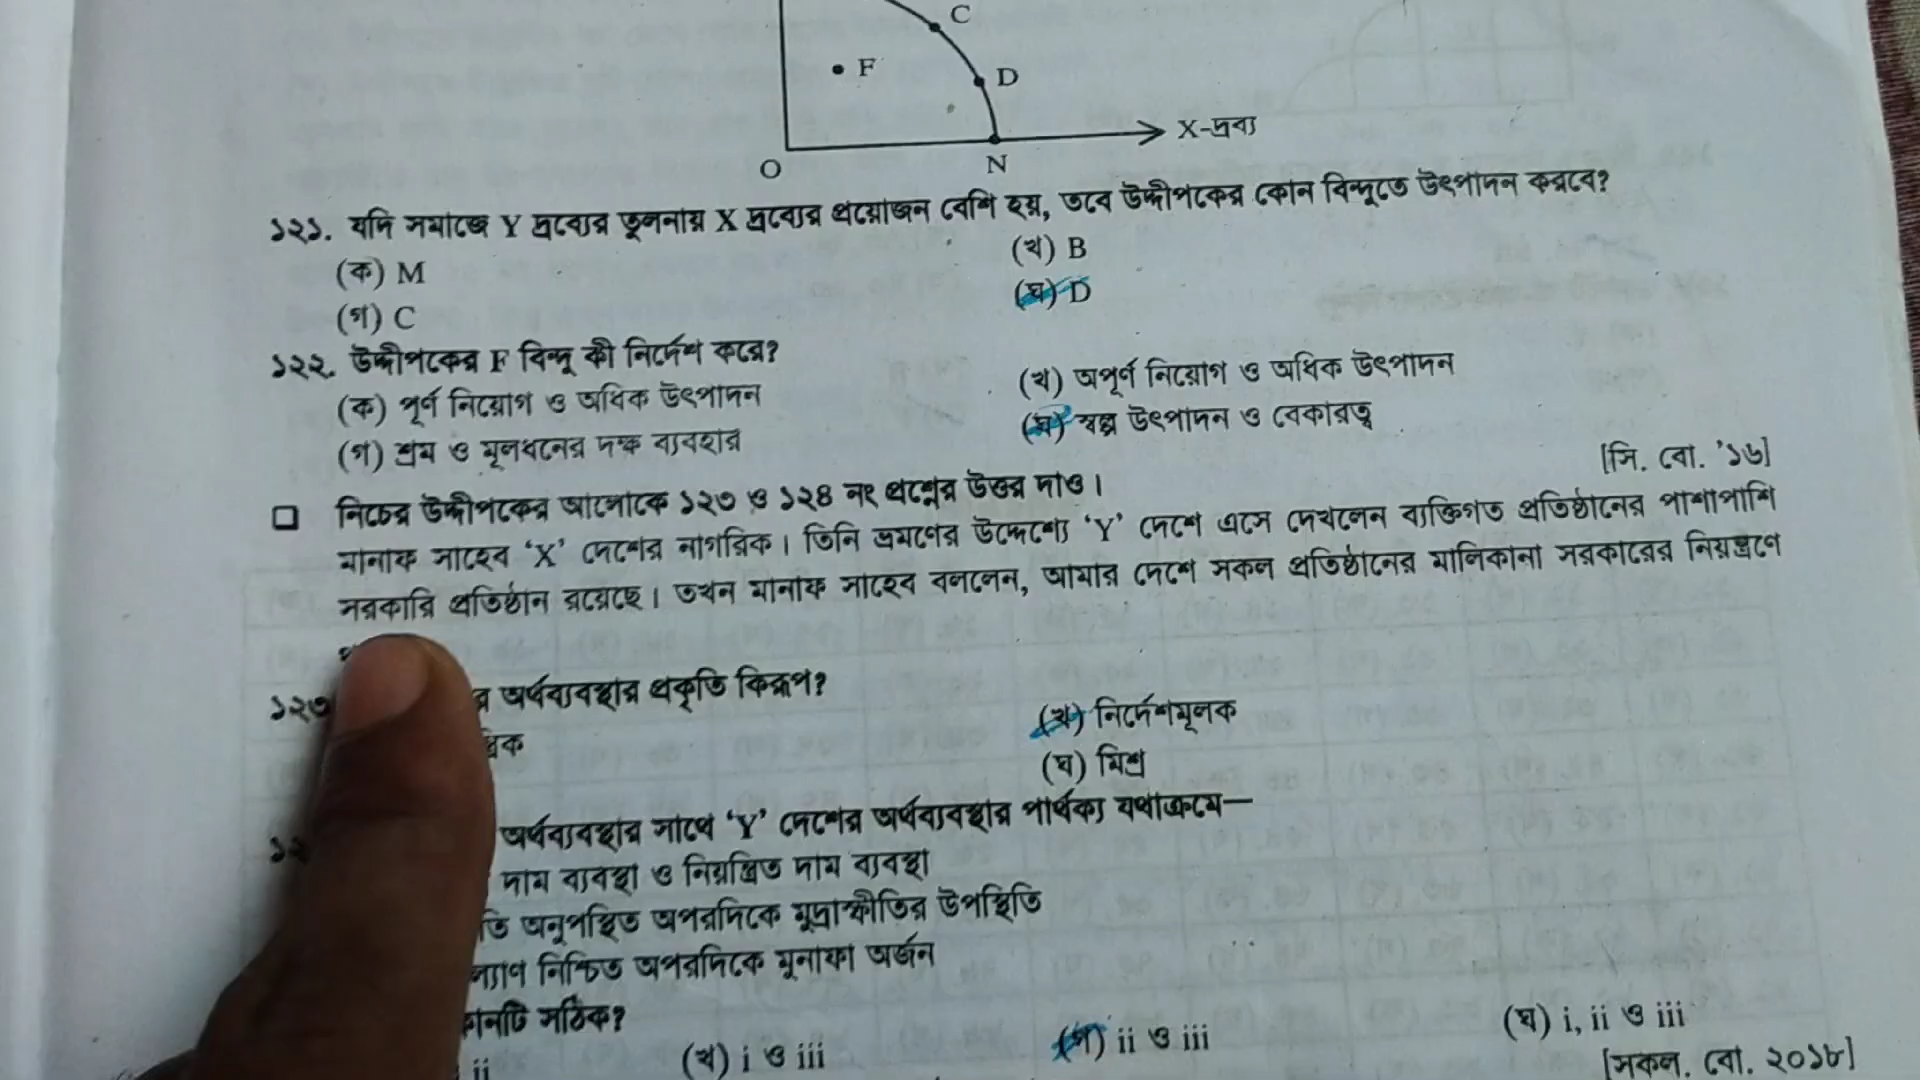 C
F
D
X-দ্রব্য
O
N
১২১. যদি সমাজে Y দ্রব্যের তুলনায় X দ্রব্যের প্রয়োজন বেশি হয়, তবে উদ্দীপকের কোন বিন্দুতে উৎপাদন করবে?
(ক) M (খ) B
(গ) C (ঘ) D
১২২. উদ্দীপকের F বিন্দু কী নির্দেশ করে?
(ক) পূর্ণ নিয়োগ ও অধিক উৎপাদন (খ) অপূর্ণ নিয়োগ ও অধিক উৎপাদন
(গ) শ্রম ও মূলধনের দক্ষ ব্যবহার (ঘ) স্বল্প উৎপাদন ও বেকারত্ব
[সি. বো. '১৬]
নিচের উদ্দীপকের আলোকে ১২৩ ও ১২৪ নং প্রশ্নের উত্তর দাও।
মানাফ সাহেব ‘X’ দেশের নাগরিক। তিনি ভ্রমণের উদ্দেশ্যে ‘Y’ দেশে এসে দেখলেন ব্যক্তিগত প্রতিষ্ঠানের পাশাপাশি
সরকারি প্রতিষ্ঠান রয়েছে। তখন মানাফ সাহেব বললেন, আমার দেশে সকল প্রতিষ্ঠানের মালিকানা সরকারের নিয়ন্ত্রণে
১২৩ অর্থব্যবস্থার প্রকৃতি কিরূপ?
(খ) নির্দেশমূলক
(ঘ) মিশ্র
অর্থব্যবস্থার সাথে ‘Y’ দেশের অর্থব্যবস্থার পার্থক্য যথাক্রমে—
দাম ব্যবস্থা ও নিয়ন্ত্রিত দাম ব্যবস্থা
অনুপস্থিত অপরদিকে মুদ্রাস্ফীতির উপস্থিতি
নিশ্চিত অপরদিকে মুনাফা অর্জন
সঠিক?
ii (খ) i ও iii (গ) ii ও iii (ঘ) i, ii ও iii
[সকল. বো. ২০১৮]